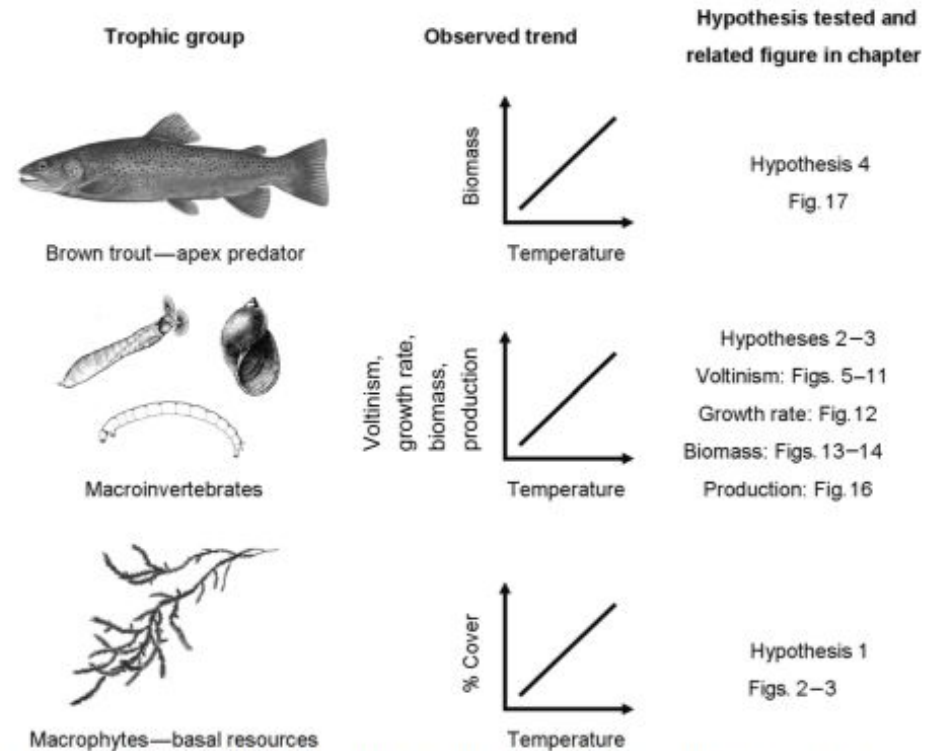 Trophic group
Observed trend
Hypothesis tested and
related figure in chapter
Biomass
Temperature
Hypothesis 4
Fig. 17
Brown trout—apex predator
Voltinism,
growth rate,
biomass,
production
Temperature
Hypotheses 2–3
Voltinism: Figs. 5–11
Growth rate: Fig. 12
Biomass: Figs. 13–14
Production: Fig. 16
Macroinvertebrates
% Cover
Temperature
Hypothesis 1
Figs. 2–3
Macrophytes—basal resources